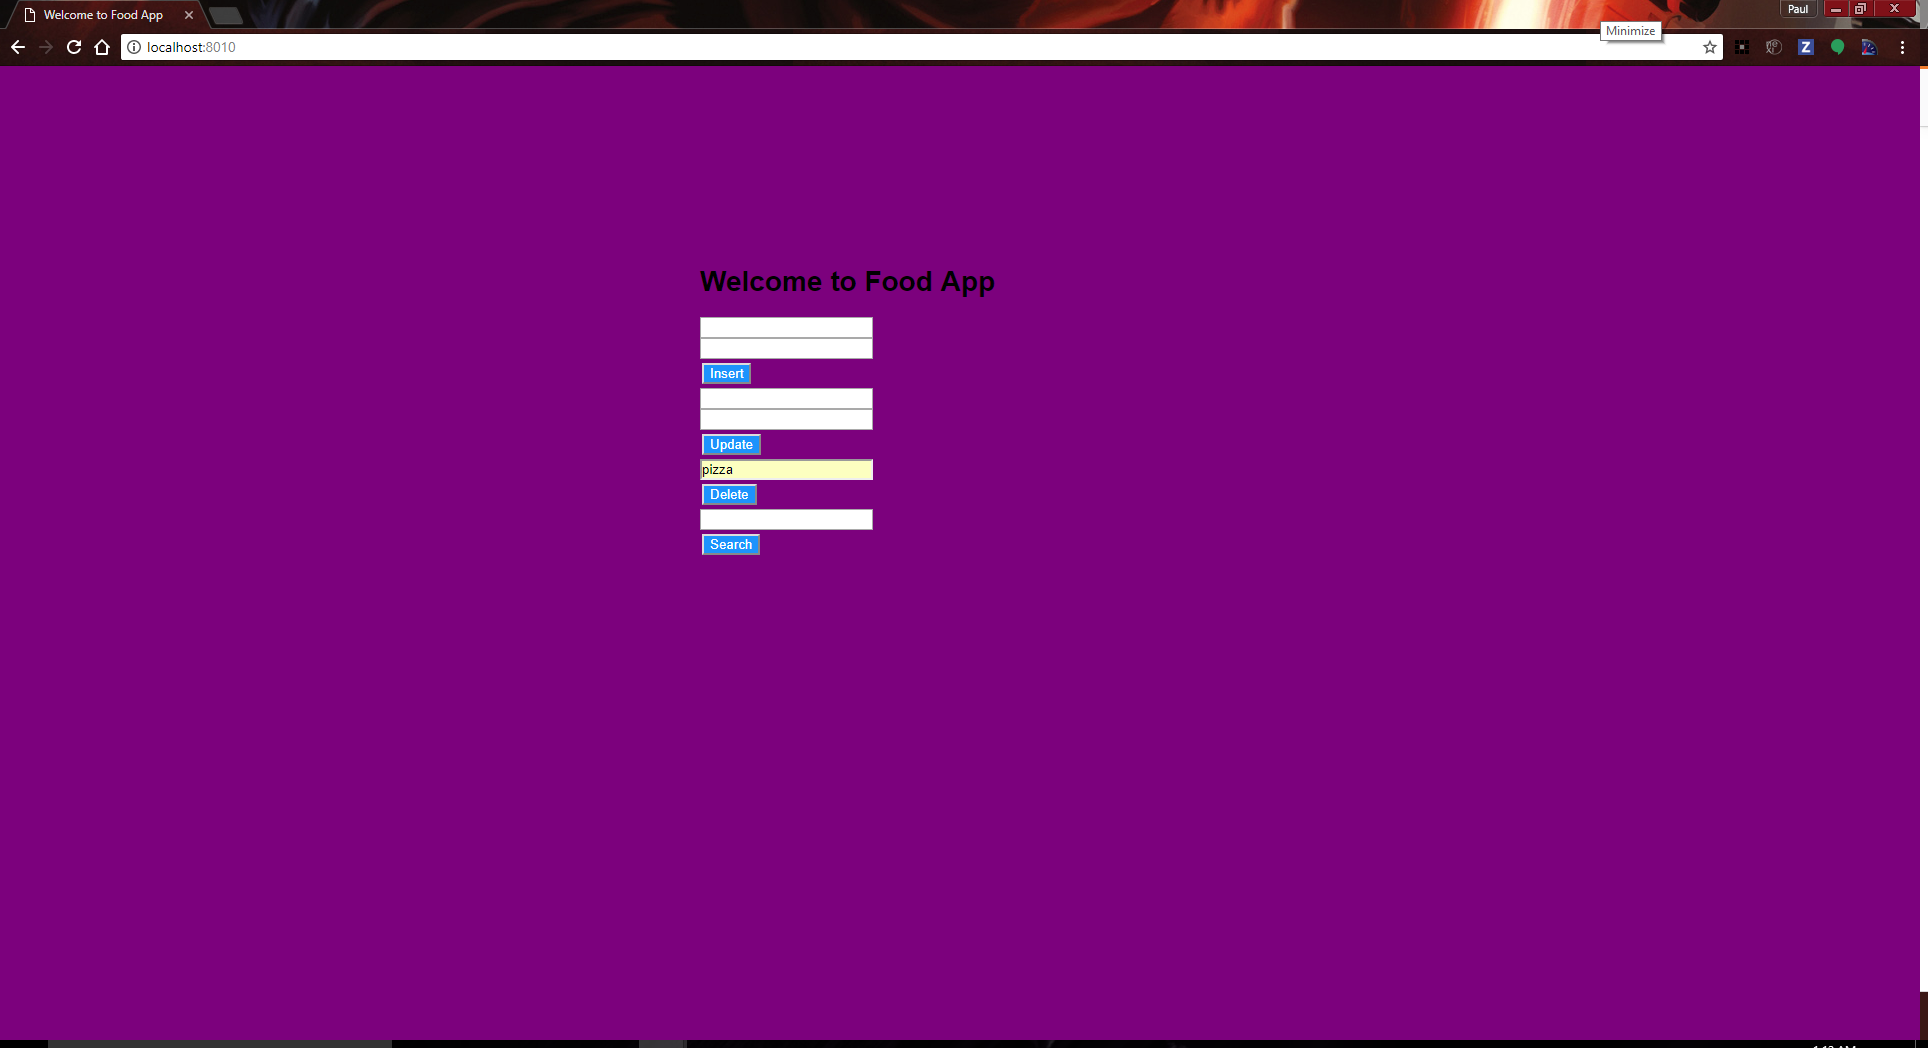 Welcome to Food App
Paul
localhost:8010
Minimize
Z
Welcome to Food App
Insert
Update
pizza
Delete
Search